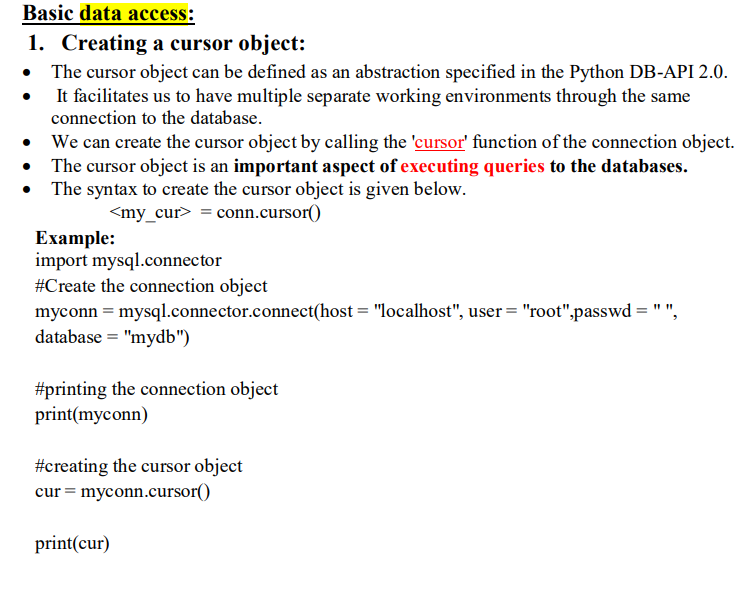 Basic data access:
1. Creating a cursor object:
• The cursor object can be defined as an abstraction specified in the Python DB-API 2.0.
• It facilitates us to have multiple separate working environments through the same
connection to the database.
• We can create the cursor object by calling the 'cursor' function of the connection object.
• The cursor object is an important aspect of executing queries to the databases.
• The syntax to create the cursor object is given below.
<my_cur> = conn.cursor()
Example:
import mysql.connector
#Create the connection object
myconn = mysql.connector.connect(host = "localhost", user = "root",passwd = " ",
database = "mydb")
#printing the connection object
print(myconn)
#creating the cursor object
cur = myconn.cursor()
print(cur)